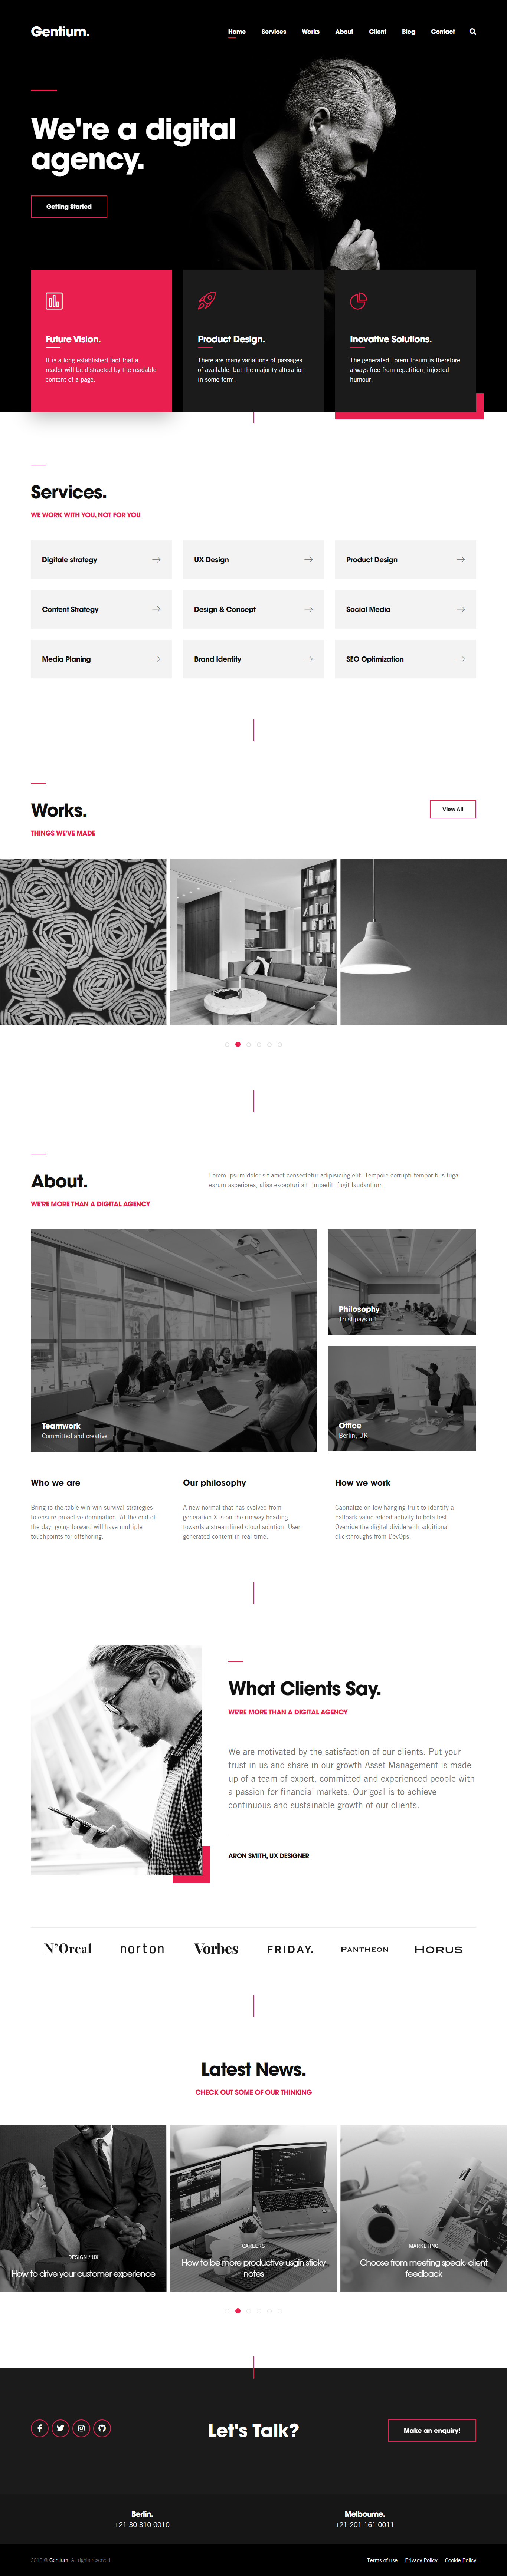 Gentium.
Home Services Works About Client Blog Contact
We're a digital
agency.
Getting Started
Future Vision.
It is a long established fact that a
reader will be distracted by the readable
content of a page.
Product Design.
There are many variations of passages
of available, but the majority alteration
in some form.
Inovative Solutions.
The generated Lorem Ipsum is therefore
always free from repetition, injected
humour.
Services.
WE WORK WITH YOU, NOT FOR YOU
Digitale strategy
UX Design
Product Design
Content Strategy
Design & Concept
Social Media
Media Planing
Brand Identity
SEO Optimization
Works.
THINGS WE'VE MADE
View All
About.
WE'RE MORE THAN A DIGITAL AGENCY
Lorem ipsum dolor sit amet consectetur adipisicing elit. Tempore corrupti temporibus fuga
earum asperiores, alias excepturi sit. Impedit, fugit laudantium.
Teamwork
Committed and creative
Philosophy
Trust pays off
Office
Berlin, UK
Who we are
Bring to the table win-win survival strategies
to ensure proactive domination. At the end of
the day, going forward will have multiple
touchpoints for offshoring.
Our philosophy
A new normal that has evolved from
generation X is on the runway heading
towards a streamlined cloud solution. User
generated content in real-time.
How we work
Capitalize on low hanging fruit to identify a
ballpark value added activity to beta test.
Override the digital divide with additional
clickthroughs from DevOps.
What Clients Say.
WE'RE MORE THAN A DIGITAL AGENCY
We are motivated by the satisfaction of our clients. Put your
trust in us and share in our growth Asset Management is made
up of a team of expert, committed and experienced people with
a passion for financial markets. Our goal is to achieve
continuous and sustainable growth of our clients.
ARON SMITH, UX DESIGNER
N'Oreal
norton
Vorbes
FRIDAY.
PANTHEON
HORUS
Latest News.
CHECK OUT SOME OF OUR THINKING
DESIGN / UX
How to drive your customer experience
CAREERS
How to be more productive usgin sticky
notes
MARKETING
Choose from meeting speak, client
feedback
Let's Talk?
Make an enquiry!
Berlin.
+21 30 310 0010
Melbourne.
+21 201 161 0011
2018 © Gentium. All rights reserved.
Terms of use Privacy Policy Cookie Policy